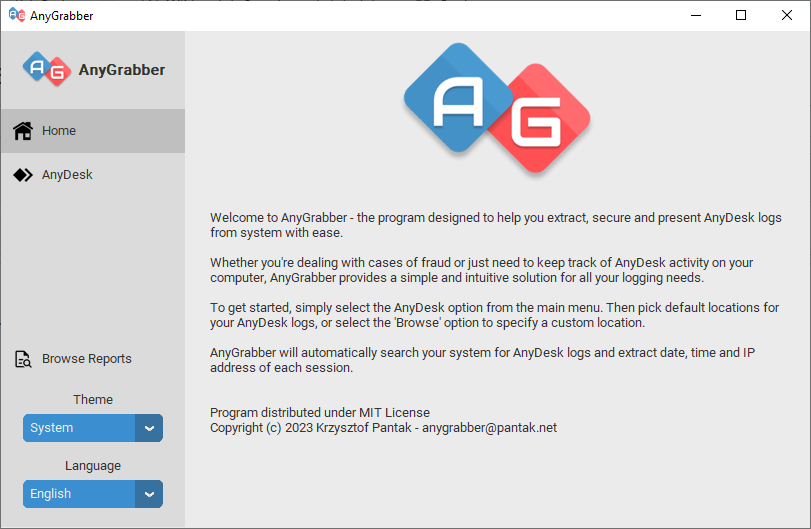 AnyGrabber
AG
AnyGrabber
Home
AnyDesk
Browse Reports
Theme
System
Language
English
AG
Welcome to AnyGrabber - the program designed to help you extract, secure and present AnyDesk logs
from system with ease.
Whether you're dealing with cases of fraud or just need to keep track of AnyDesk activity on your
computer, AnyGrabber provides a simple and intuitive solution for all your logging needs.
To get started, simply select the AnyDesk option from the main menu. Then pick default locations for
your AnyDesk logs, or select the 'Browse' option to specify a custom location.
AnyGrabber will automatically search your system for AnyDesk logs and extract date, time and IP
address of each session.
Program distributed under MIT License
Copyright (c) 2023 Krzysztof Pantak - anygrabber@pantak.net